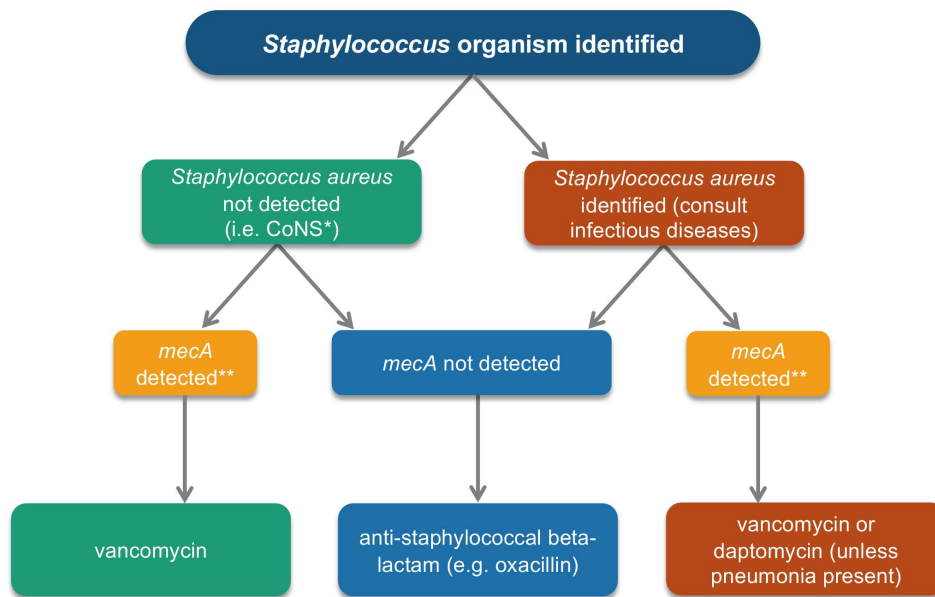 Staphylococcus organism identified
Staphylococcus aureus
not detected
(i.e. CoNS*)
Staphylococcus aureus
identified (consult
infectious diseases)
mecA
detected**
mecA not detected
mecA
detected**
vancomycin
anti-staphylococcal beta-
lactam (e.g. oxacillin)
vancomycin or
daptomycin (unless
pneumonia present)